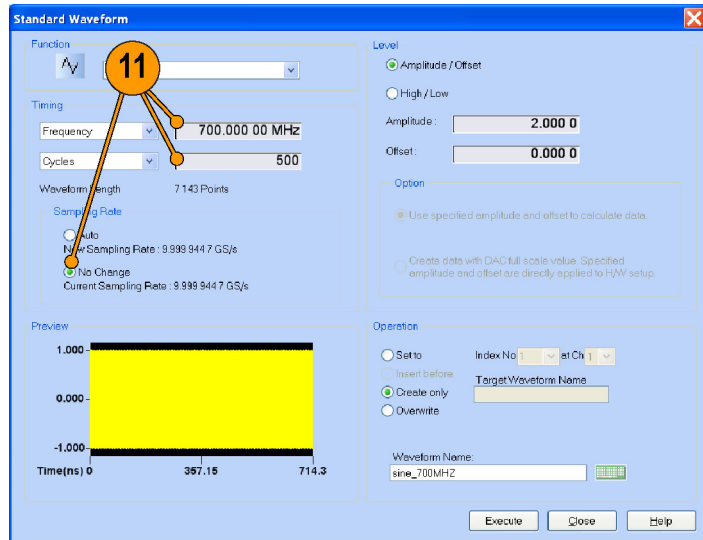 Standard Waveform
Function
11
Timing
Frequency
700.000 00 MHz
Cycles
500
Waveform Length 7143 Points
Sampling Rate
Auto
New Sampling Rate : 9.999 944 7 GS/s
No Change
Current Sampling Rate : 9.999 944 7 GS/s
Preview
1.000
0.000
-1.000
Time(ns) 0 357.15 714.3
Level
Amplitude / Offset
High / Low
Amplitude : 2.000 0
Offset : 0.000 0
Option
Use specified amplitude and offset to calculate data.
Create data with DAC full scale value. Specified
amplitude and offset are directly applied to H/W setup.
Operation
Set to Index No 1 at Ch 1
Insert before Target Waveform Name
Create only
Overwrite
Waveform Name:
sine_700MHZ
Execute Close Help